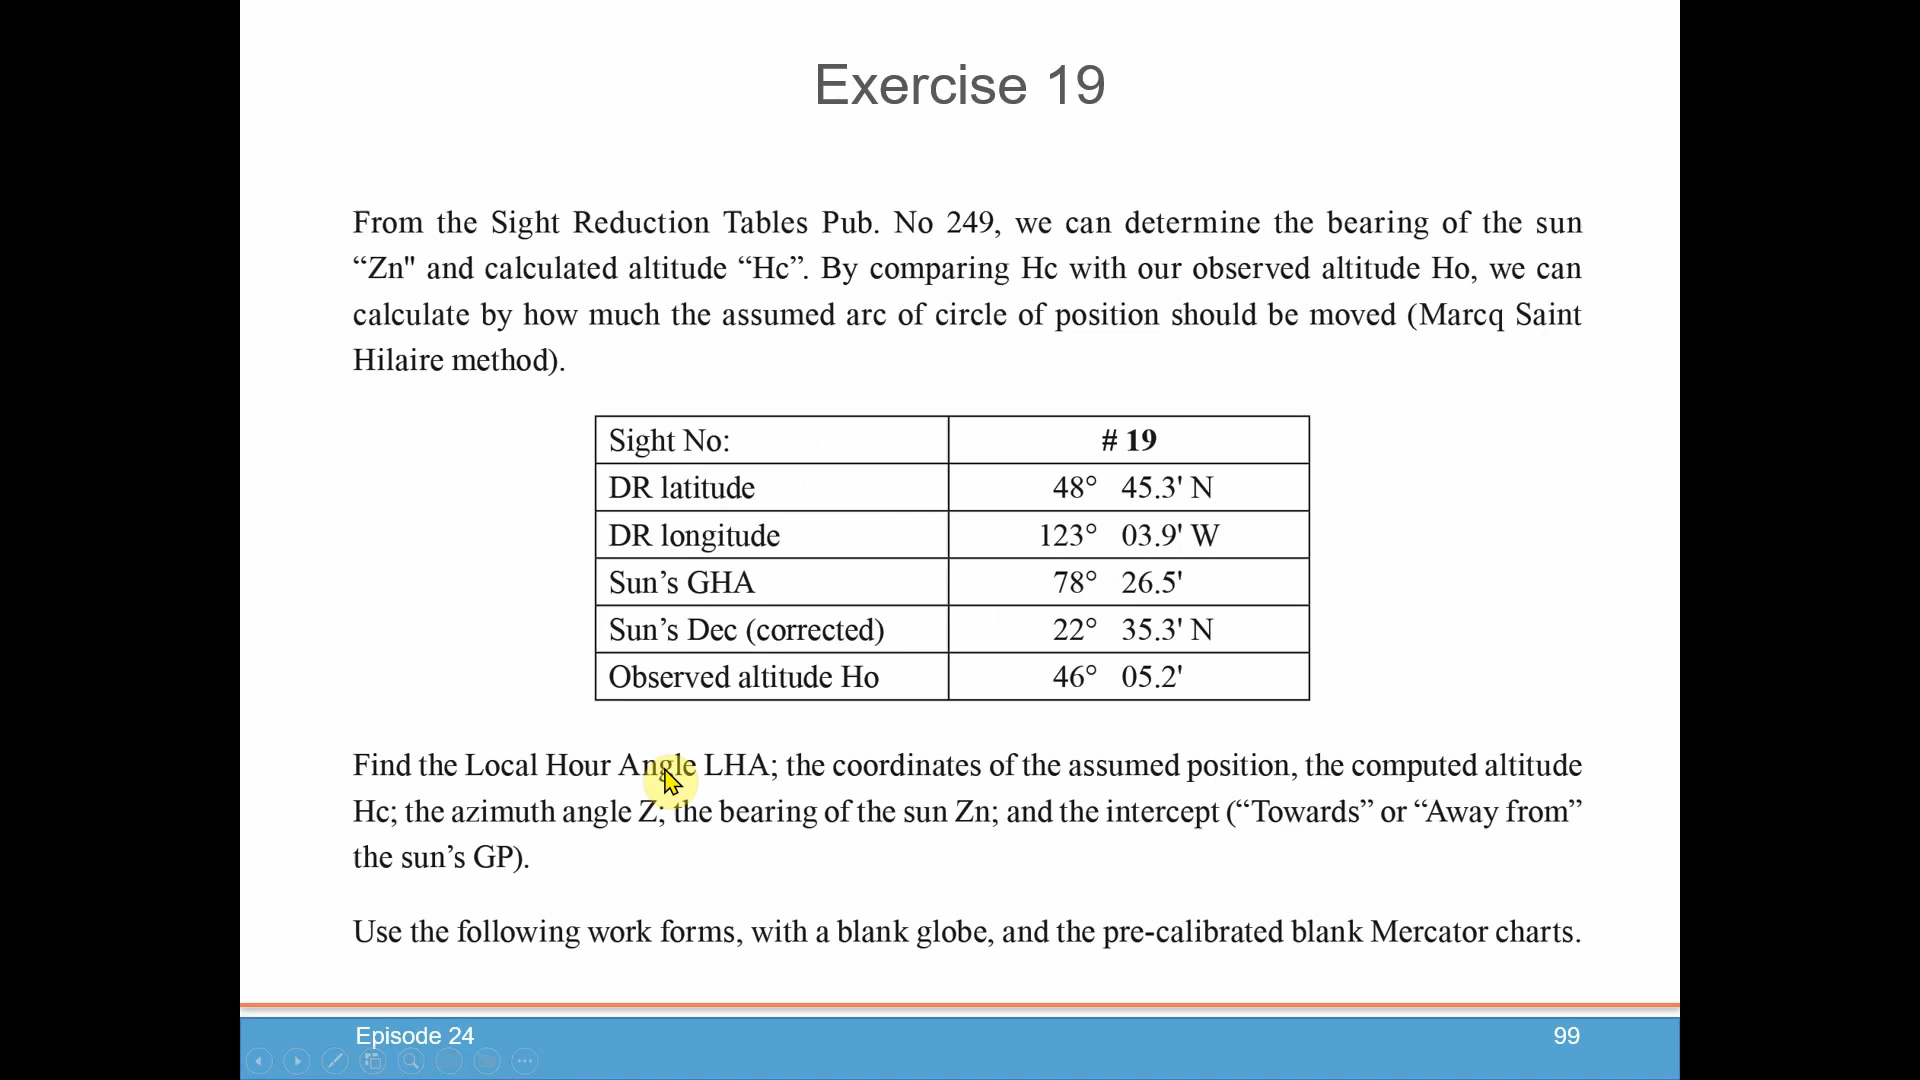 Exercise 19
From the Sight Reduction Tables Pub. No 249, we can determine the bearing of the sun
“Zn" and calculated altitude “Hc”. By comparing Hc with our observed altitude Ho, we can
calculate by how much the assumed arc of circle of position should be moved (Marcq Saint
Hilaire method).
Sight No: # 19
DR latitude 48° 45.3' N
DR longitude 123° 03.9' W
Sun’s GHA 78° 26.5'
Sun’s Dec (corrected) 22° 35.3' N
Observed altitude Ho 46° 05.2'
Find the Local Hour Angle LHA; the coordinates of the assumed position, the computed altitude
Hc; the azimuth angle Z; the bearing of the sun Zn; and the intercept (“Towards” or “Away from”
the sun’s GP).
Use the following work forms, with a blank globe, and the pre-calibrated blank Mercator charts.
Episode 24 99